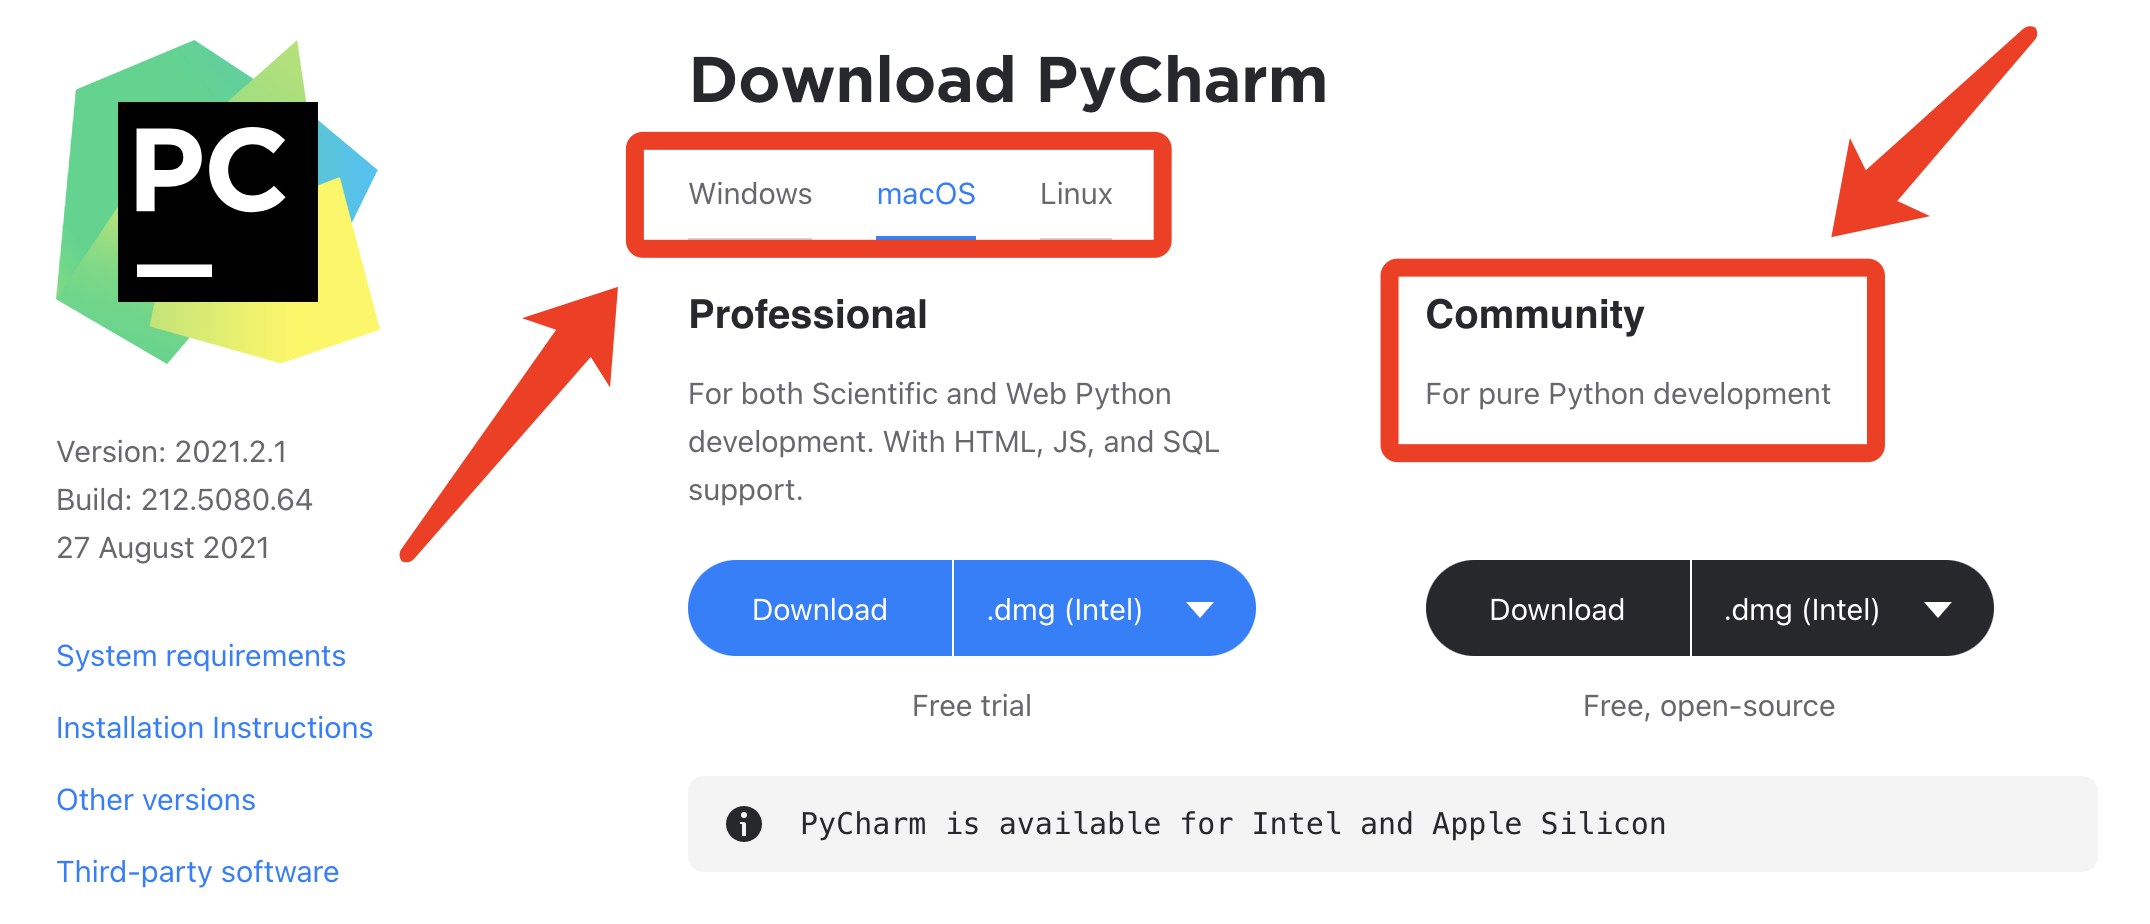 PC
Download PyCharm
Windows macOS Linux
Professional
For both Scientific and Web Python
development. With HTML, JS, and SQL
support.
Download .dmg (Intel)
Free trial
Community
For pure Python development
Download .dmg (Intel)
Free, open-source
PyCharm is available for Intel and Apple Silicon
Version: 2021.2.1
Build: 212.5080.64
27 August 2021
System requirements
Installation Instructions
Other versions
Third-party software